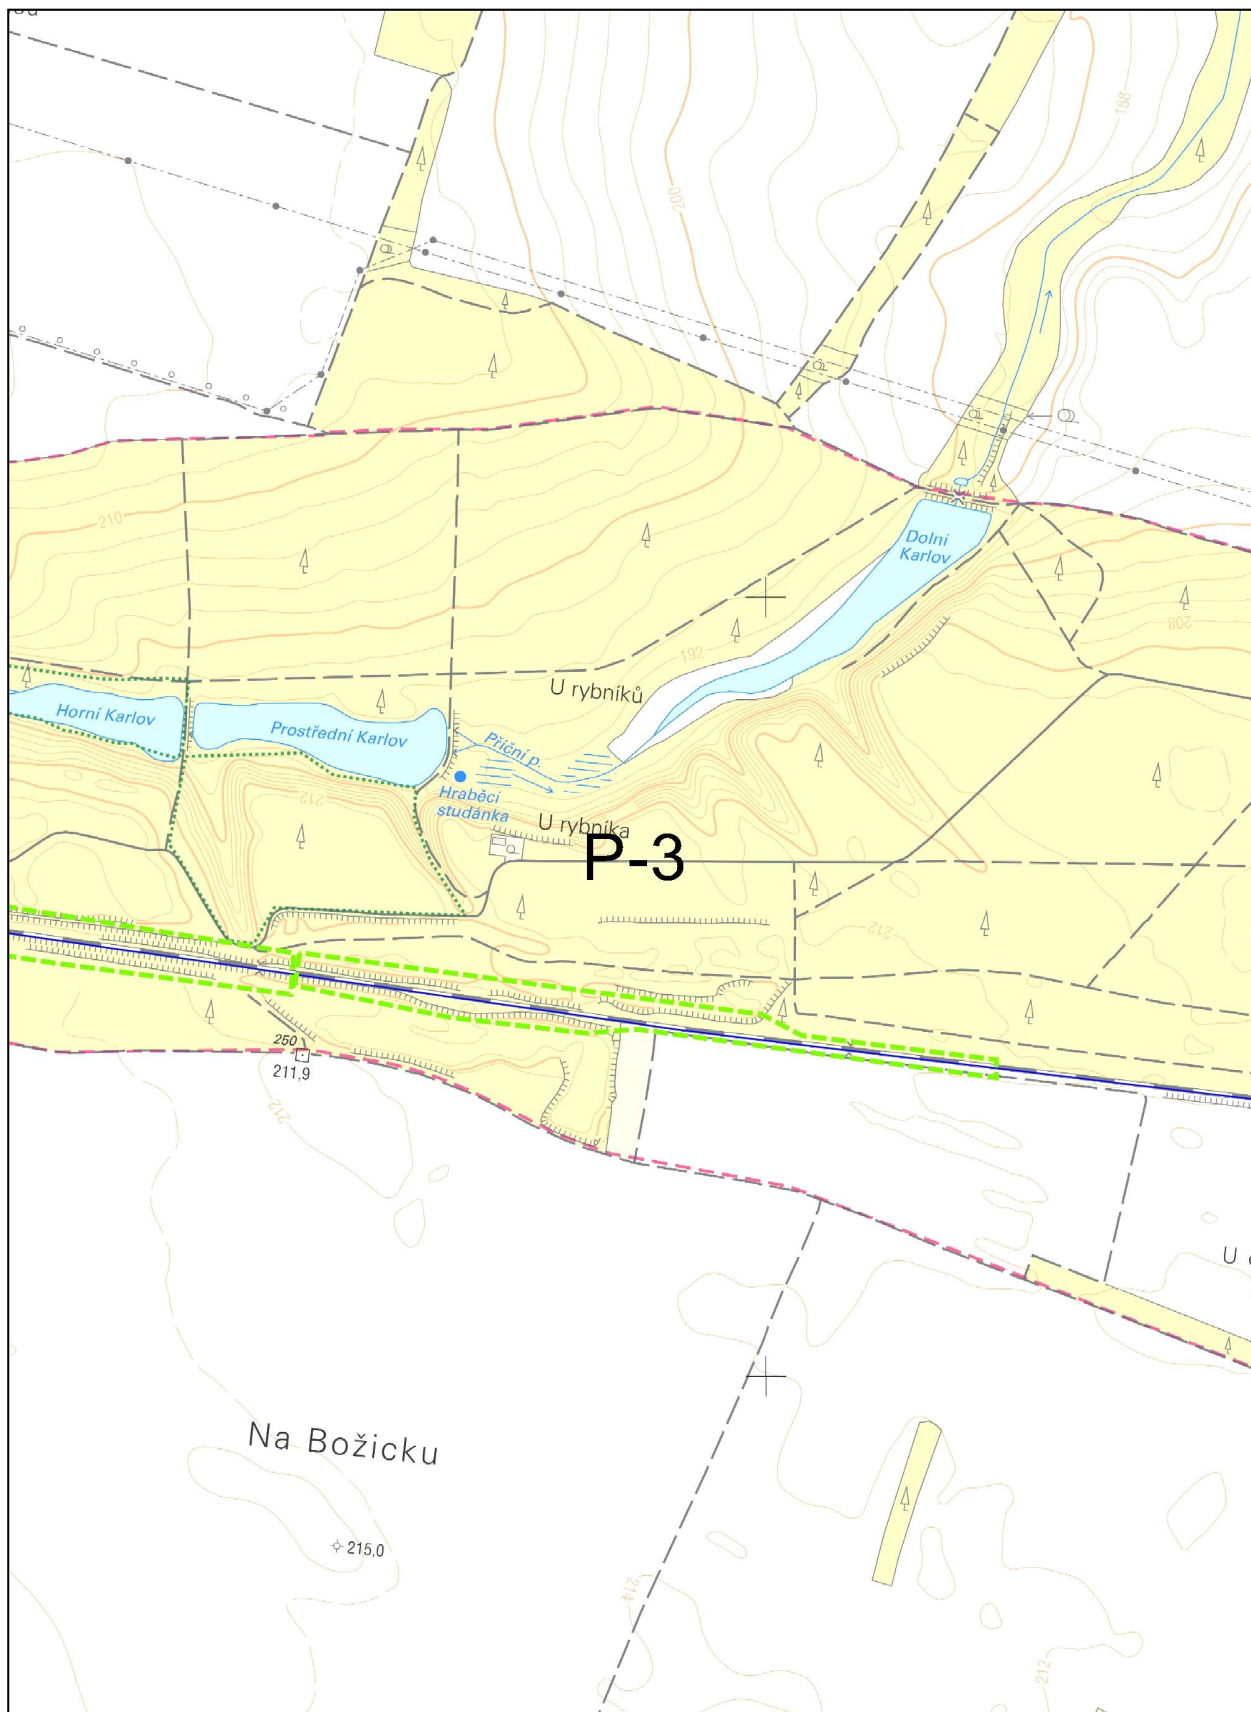 188
200
210
Dolní
Karlov
208
192
U rybníků
Horní Karlov
Prostřední Karlov
Příční p.
212
Hraběcí
studánka
U rybníka
P-3
212
250
211,9
212
U
Na Božicku
215,0
214
212